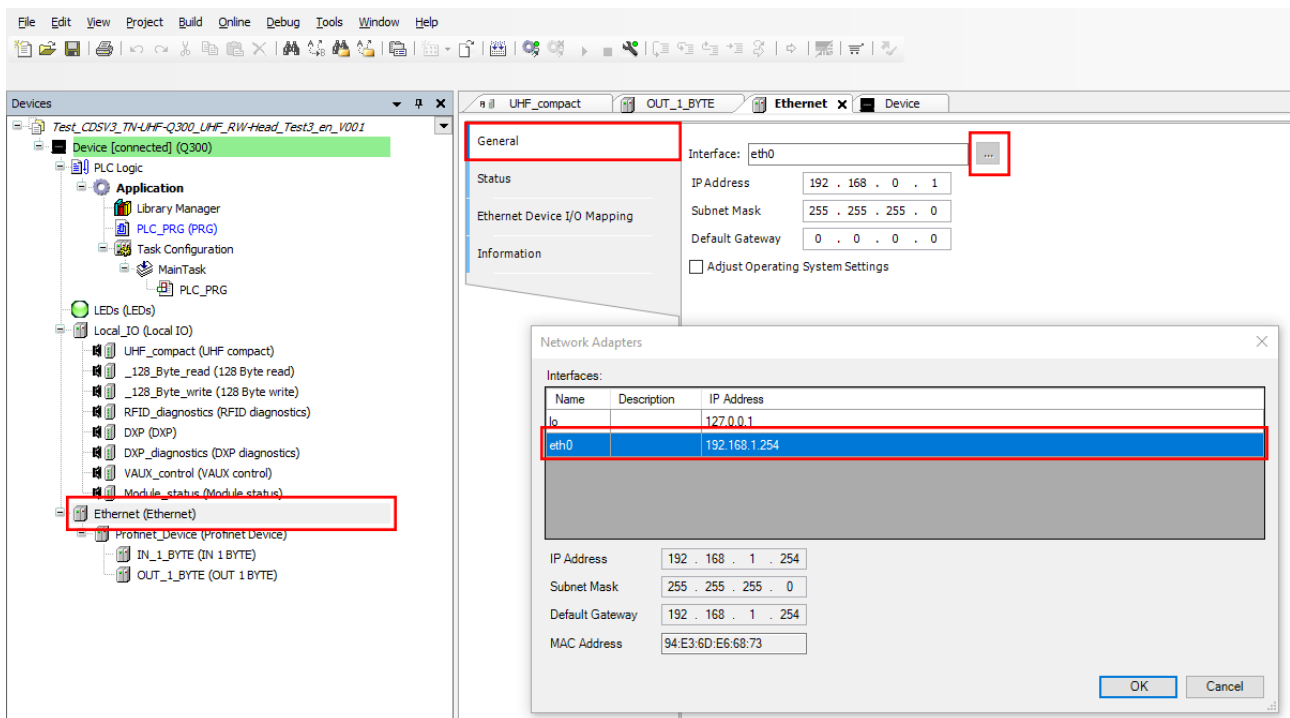 File Edit View Project Build Online Debug Tools Window Help
Devices
UHF_compact OUT_1_BYTE Ethernet Device
Test_CDSV3_TN-UHF-Q300_UHF_RW-Head_Test3_en_V001
Device [connected] (Q300)
PLC Logic
Application
Library Manager
PLC_PRG (PRG)
Task Configuration
MainTask
PLC_PRG
LEDs (LEDs)
Local_IO (Local IO)
UHF_compact (UHF compact)
_128_Byte_read (128 Byte read)
_128_Byte_write (128 Byte write)
RFID_diagnostics (RFID diagnostics)
DXP (DXP)
DXP_diagnostics (DXP diagnostics)
VAUX_control (VAUX control)
Module_status (Module status)
Ethernet (Ethernet)
Profinet_Device (Profinet Device)
IN_1_BYTE (IN 1 BYTE)
OUT_1_BYTE (OUT 1 BYTE)
General
Status
Ethernet Device I/O Mapping
Information
Interface: eth0 ...
IP Address 192 . 168 . 0 . 1
Subnet Mask 255 . 255 . 255 . 0
Default Gateway 0 . 0 . 0 . 0
Adjust Operating System Settings
Network Adapters
Interfaces:
Name Description IP Address
lo 127.0.0.1
eth0 192.168.1.254
IP Address 192 . 168 . 1 . 254
Subnet Mask 255 . 255 . 255 . 0
Default Gateway 192 . 168 . 1 . 254
MAC Address 94:E3:6D:E6:68:73
OK Cancel